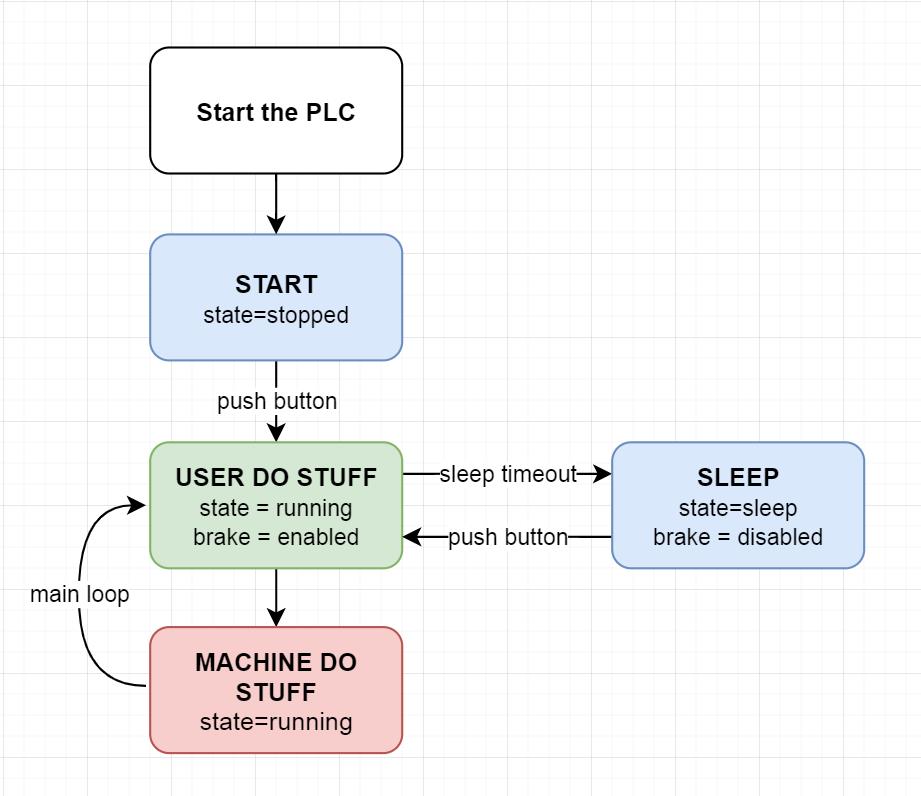 Start the PLC
START
state=stopped
push button
USER DO STUFF
state = running
brake = enabled
sleep timeout
push button
SLEEP
state=sleep
brake = disabled
main loop
MACHINE DO
STUFF
state=running